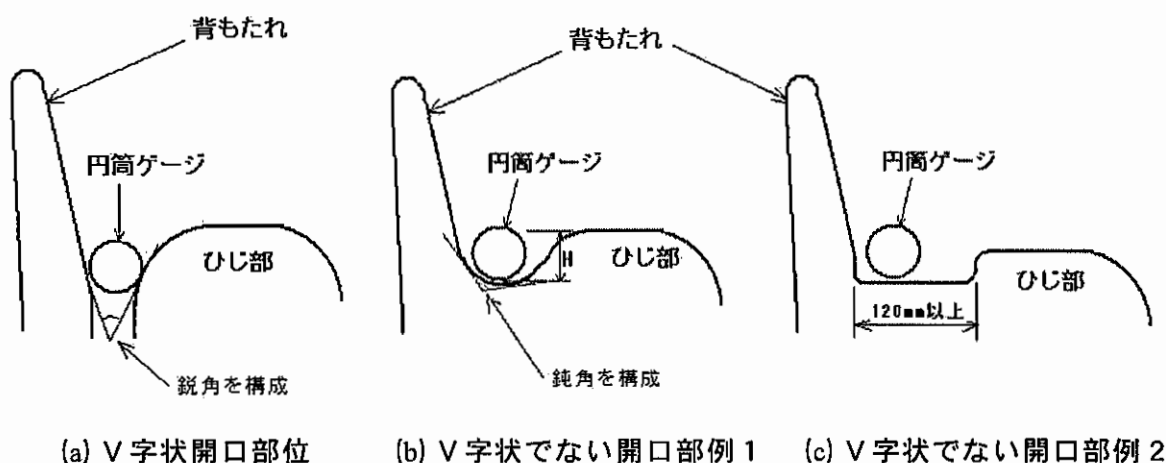 背もたれ
背もたれ
円筒ゲージ
円筒ゲージ
円筒ゲージ
ひじ部
H
ひじ部
ひじ部
120mm以上
鋭角を構成
鈍角を構成
(a) V字状開口部位
(b) V字状でない開口部例1
(c) V字状でない開口部例2